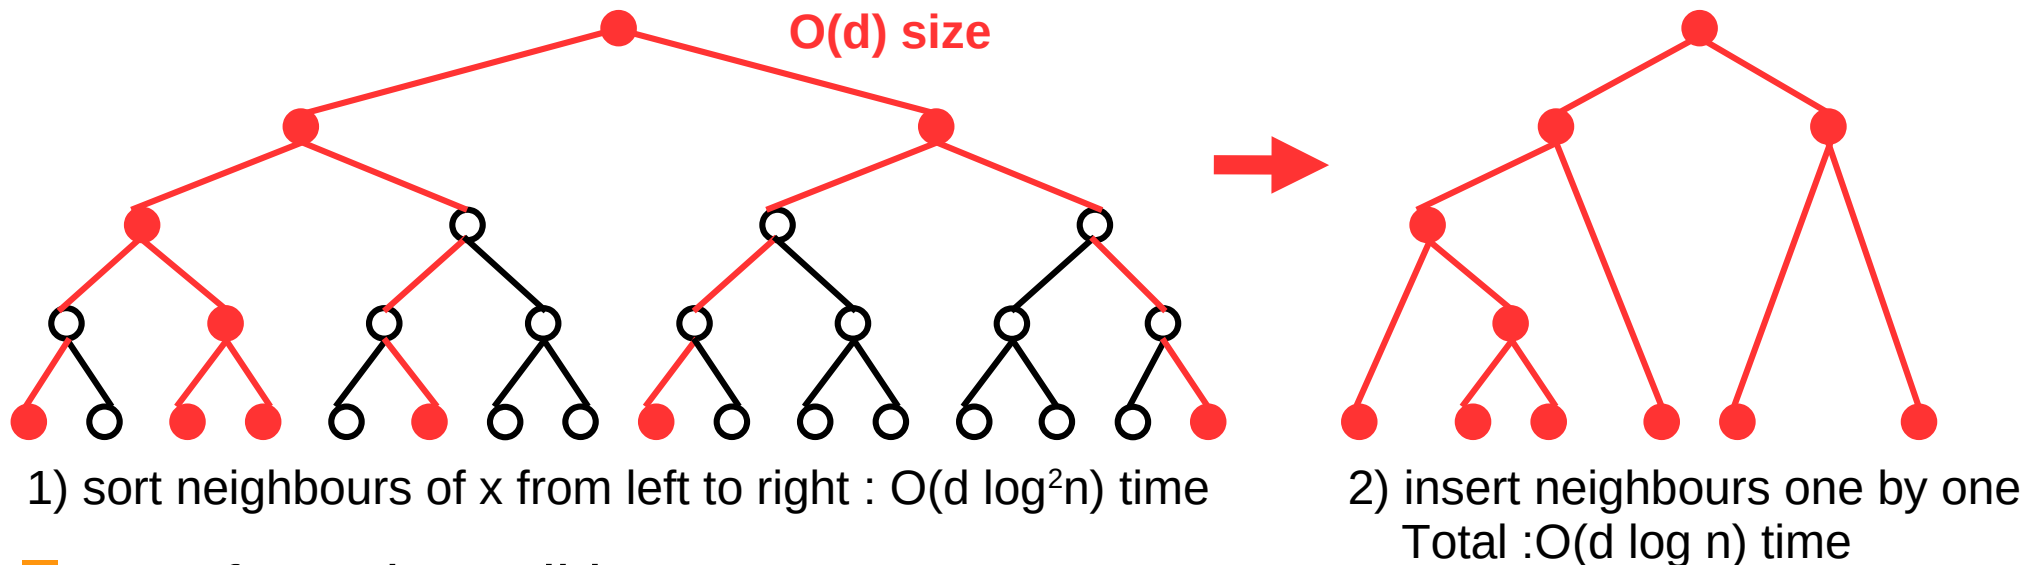 O(d) size
1) sort neighbours of x from left to right : O(d log²n) time
2) insert neighbours one by one
Total :O(d log n) time